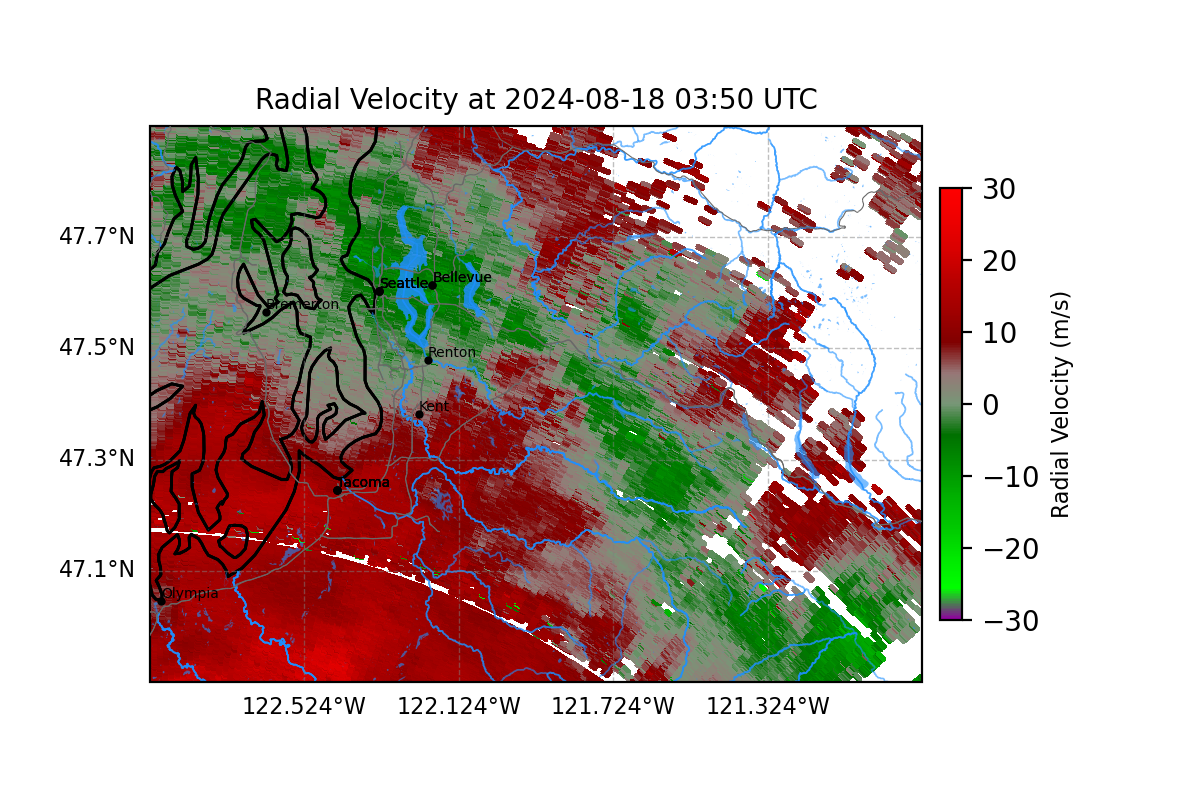 Radial Velocity at 2024-08-18 03:50 UTC
47.7°N
47.5°N
47.3°N
47.1°N
Seattle
Bellevue
Bremerton
Renton
Kent
Tacoma
Olympia
122.524°W
122.124°W
121.724°W
121.324°W
30
20
10
0
−10
−20
−30
Radial Velocity (m/s)